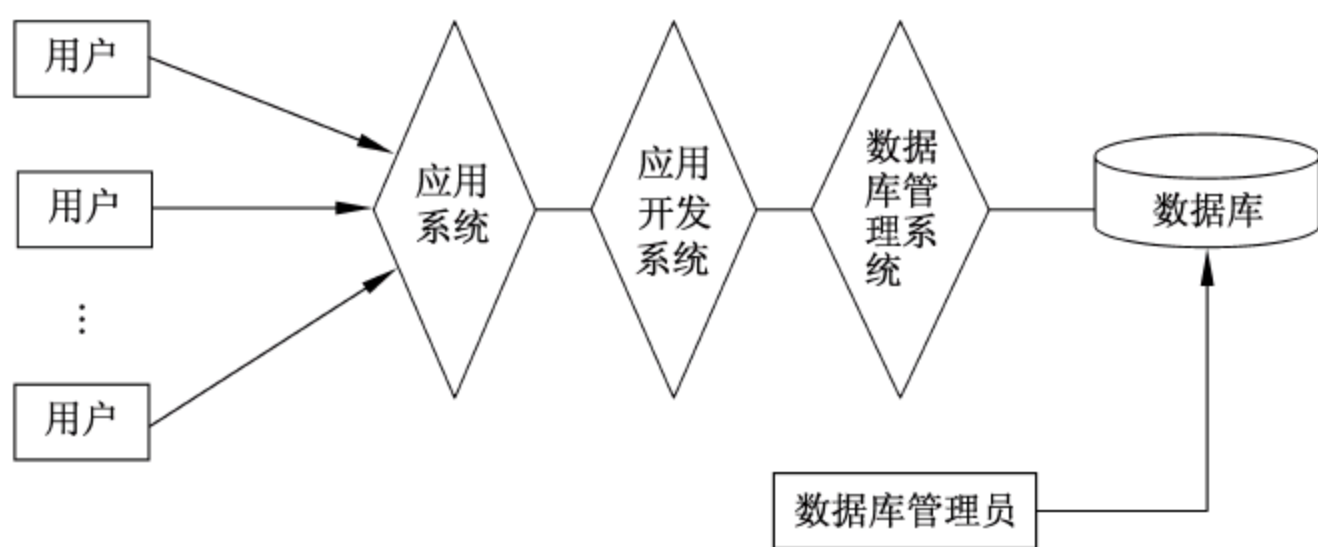 用户
用户
⋮
用户
应用
系统
应用
开发
系统
数据
库管
理系
统
数据库
数据库管理员